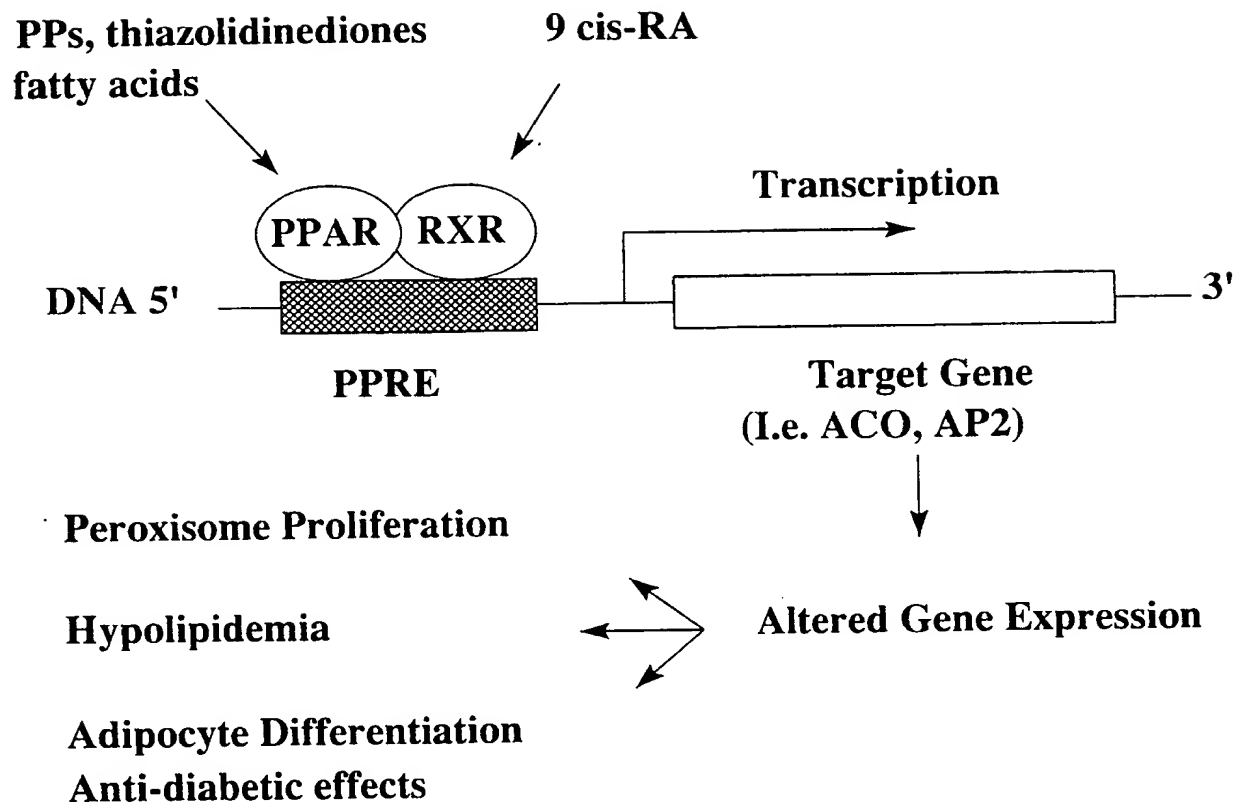 PPs, thiazolidinediones
fatty acids
9 cis-RA
Transcription
PPAR
RXR
DNA 5'
3'
PPRE
Target Gene
(I.e. ACO, AP2)
Peroxisome Proliferation
Hypolipidemia
Altered Gene Expression
Adipocyte Differentiation
Anti-diabetic effects